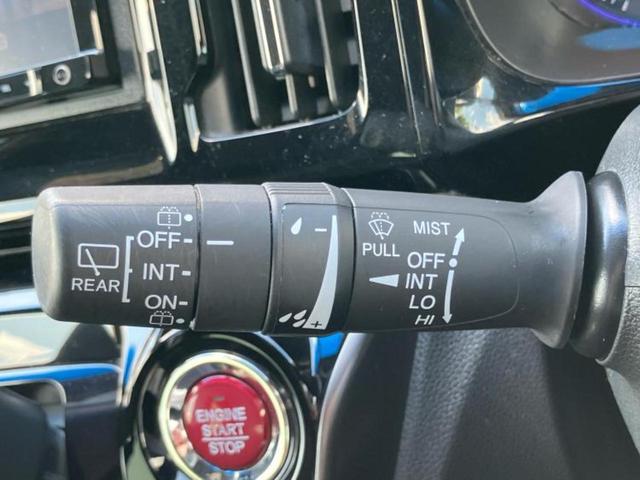 REAR
OFF
INT
ON
PULL
MIST
OFF
INT
LO
HI
ENGINE
START
STOP